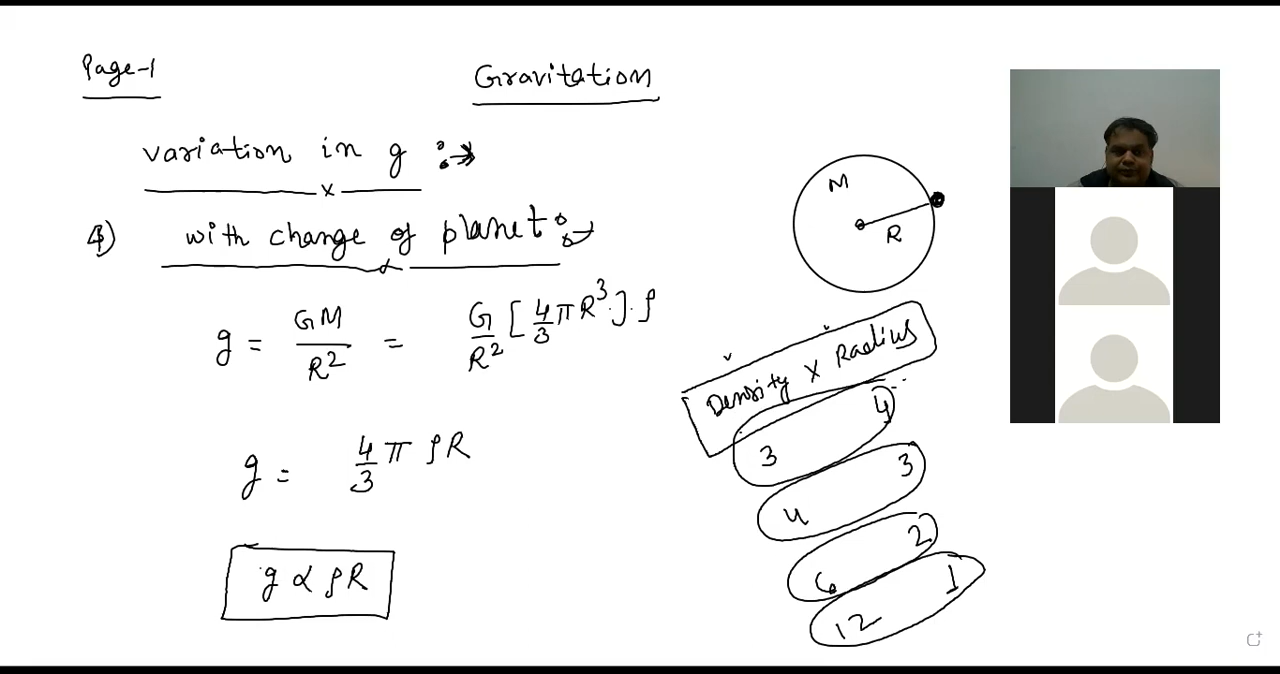 Page-1
Gravitation
variation in g :→
4) with change of planet :→
g = GM/R² = G/R² [4/3 π R³.].ρ
g = 4/3 π ρR
g ∝ ρR
M
R
Density x Radius
3 4
4 3
6 2
12 1